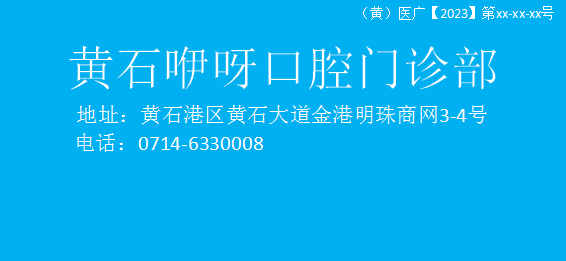 （黄）医广【2023】第xx-xx-xx号
黄石咿呀口腔门诊部
地址：黄石港区黄石大道金港明珠商网3-4号
电话：0714-6330008